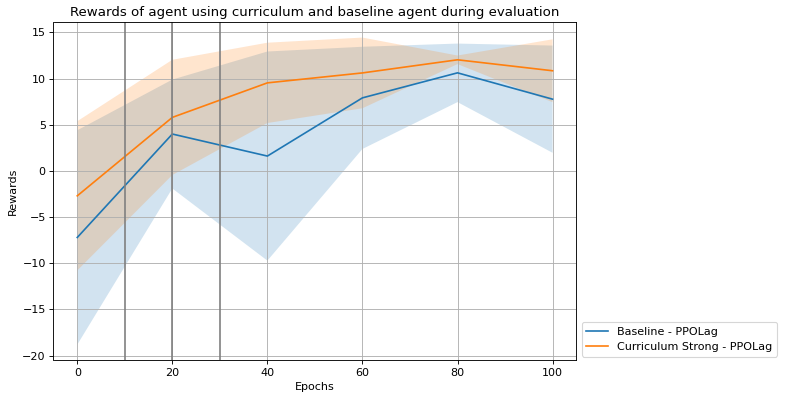 Rewards of agent using curriculum and baseline agent during evaluation
15
10
5
0
−5
−10
−15
−20
Rewards
0 20 40 60 80 100
Epochs
Baseline - PPOLag
Curriculum Strong - PPOLag